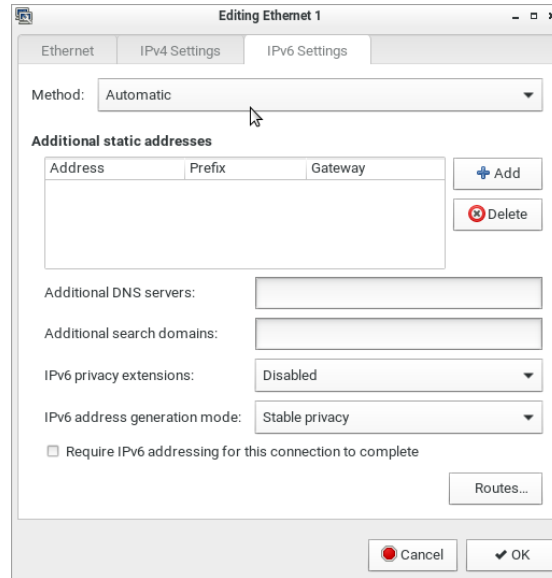 Editing Ethernet 1
Ethernet IPv4 Settings IPv6 Settings
Method: Automatic
Additional static addresses
Address Prefix Gateway
Add
Delete
Additional DNS servers:
Additional search domains:
IPv6 privacy extensions: Disabled
IPv6 address generation mode: Stable privacy
Require IPv6 addressing for this connection to complete
Routes...
Cancel OK